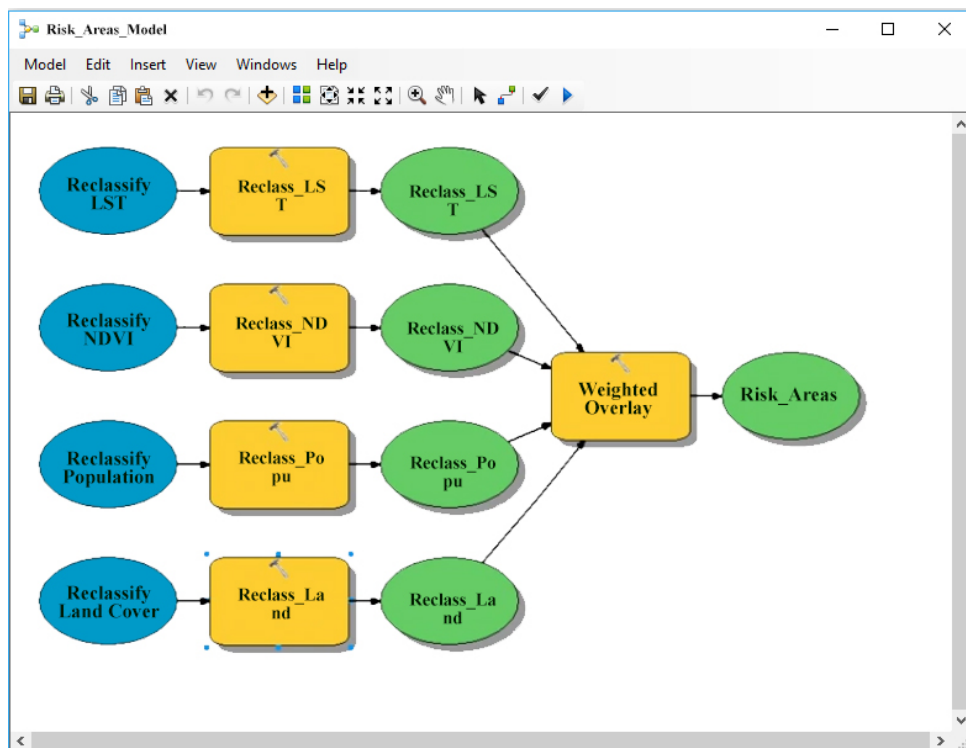 Risk_Areas_Model
Model Edit Insert View Windows Help
Reclassify
LST
Reclass_LS
T
Reclass_LS
T
Reclassify
NDVI
Reclass_ND
VI
Reclass_ND
VI
Weighted
Overlay
Risk_Areas
Reclassify
Population
Reclass_Po
pu
Reclass_Po
pu
Reclassify
Land Cover
Reclass_La
nd
Reclass_La
nd